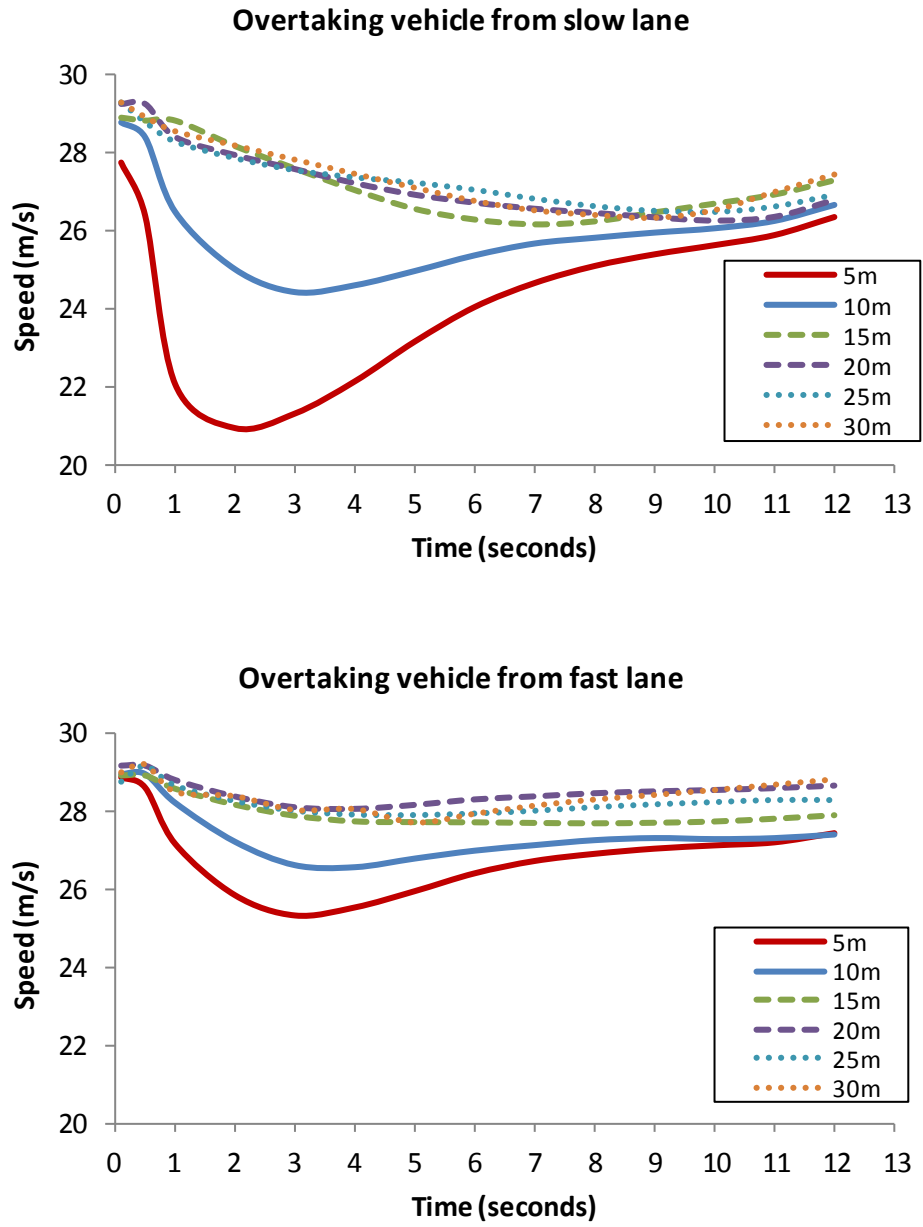 Overtaking vehicle from slow lane
30
28
26
24
22
20
Speed (m/s)
0 1 2 3 4 5 6 7 8 9 10 11 12 13
Time (seconds)
5m
10m
15m
20m
25m
30m
Overtaking vehicle from fast lane
30
28
26
24
22
20
Speed (m/s)
0 1 2 3 4 5 6 7 8 9 10 11 12 13
Time (seconds)
5m
10m
15m
20m
25m
30m